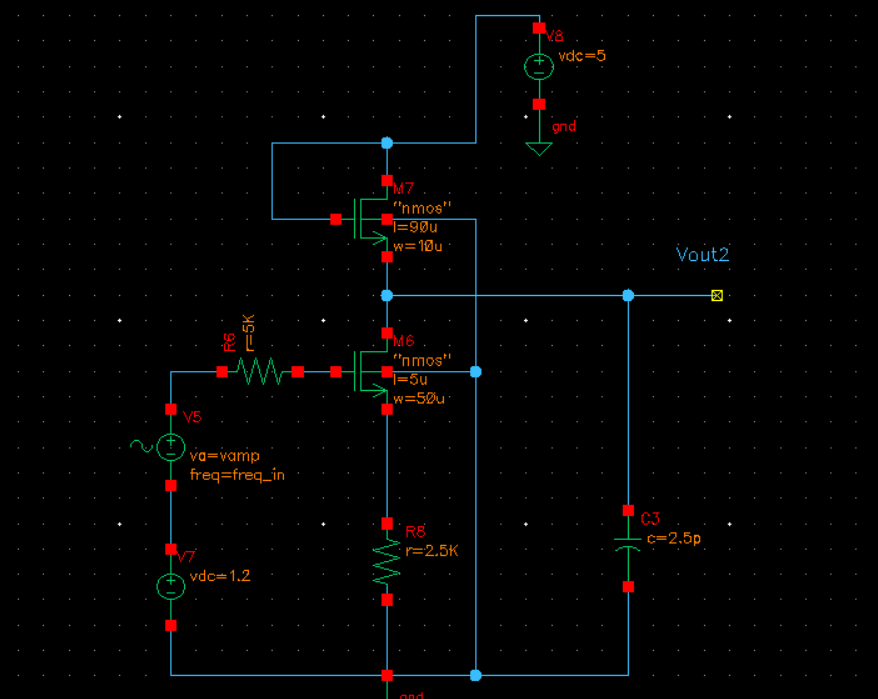 V8
vdc=5
gnd
M7
"nmos"
l=90u
w=10u
Vout2
R6
r=5K
M6
"nmos"
l=5u
w=50u
V5
va=vamp
freq=freq_in
R5
r=2.5K
C3
c=2.5p
V7
vdc=1.2
gnd